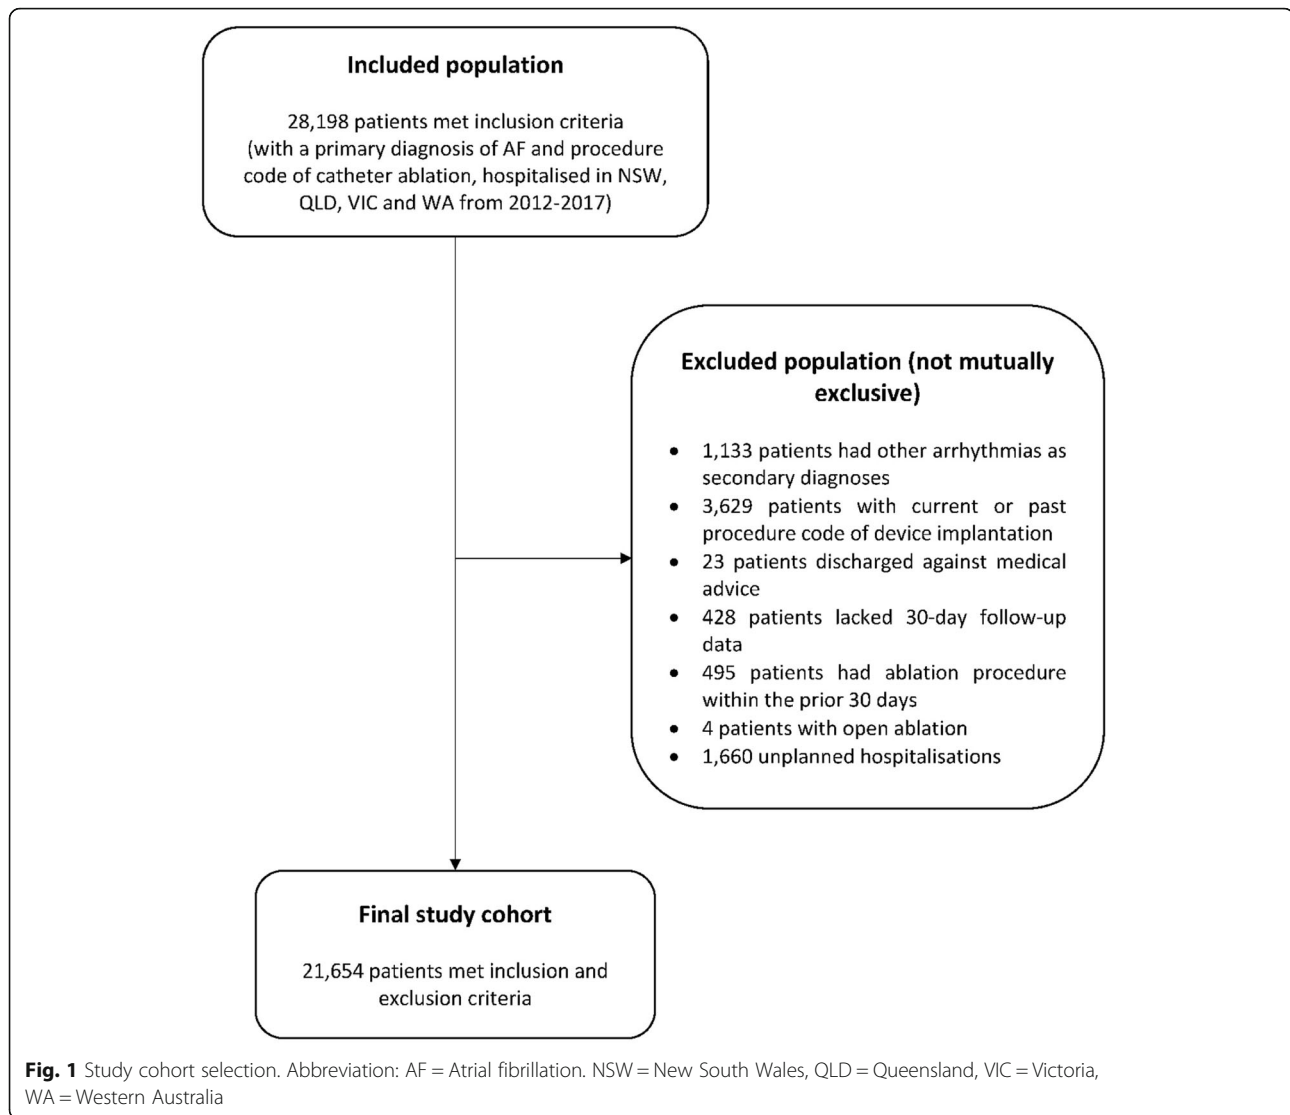 Included population
28,198 patients met inclusion criteria
(with a primary diagnosis of AF and procedure
code of catheter ablation, hospitalised in NSW,
QLD, VIC and WA from 2012-2017)
Excluded population (not mutually
exclusive)
• 1,133 patients had other arrhythmias as
secondary diagnoses
• 3,629 patients with current or past
procedure code of device implantation
• 23 patients discharged against medical
advice
• 428 patients lacked 30-day follow-up
data
• 495 patients had ablation procedure
within the prior 30 days
• 4 patients with open ablation
• 1,660 unplanned hospitalisations
Final study cohort
21,654 patients met inclusion and
exclusion criteria
Fig. 1 Study cohort selection. Abbreviation: AF = Atrial fibrillation. NSW = New South Wales, QLD = Queensland, VIC = Victoria,
WA = Western Australia